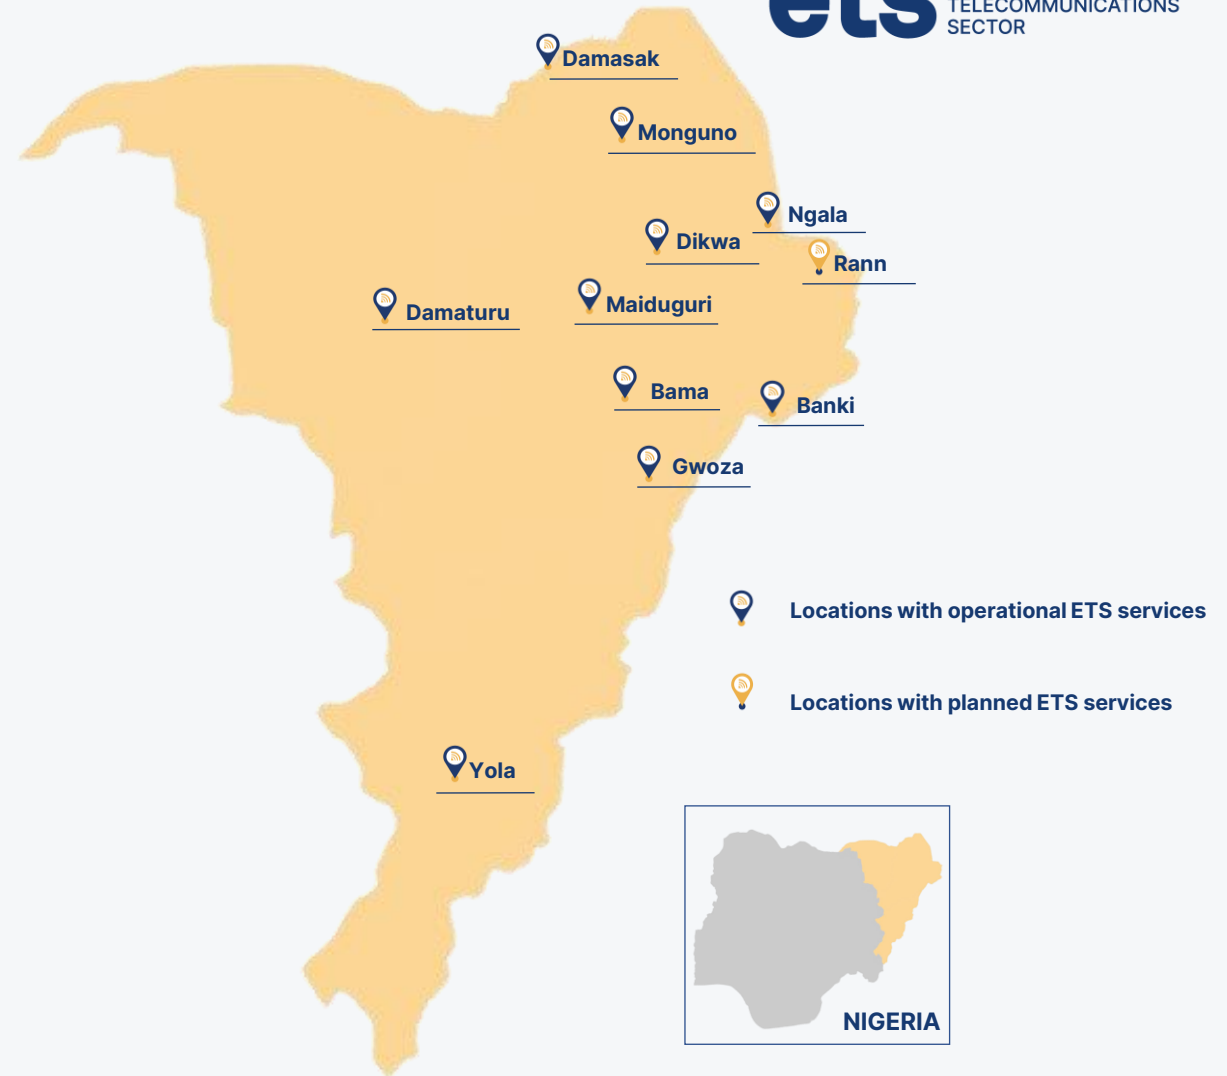 ets
TELECOMMUNICATIONS
SECTOR
Damasak
Monguno
Ngala
Dikwa
Rann
Maiduguri
Damaturu
Bama
Banki
Gwoza
Locations with operational ETS services
Locations with planned ETS services
Yola
NIGERIA